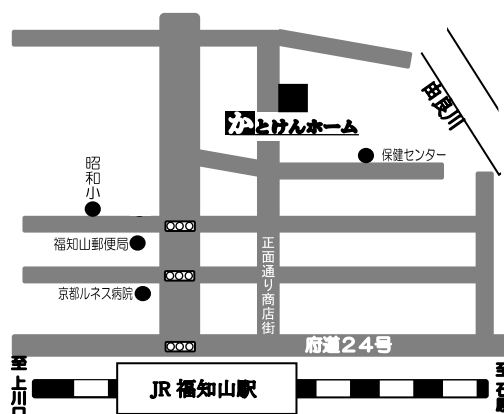 由良川
かとけんホーム
保健センター
昭和小
福知山郵便局
正面通り商店街
京都ルネス病院
府道24号
至上川口
JR 福知山駅
至石原